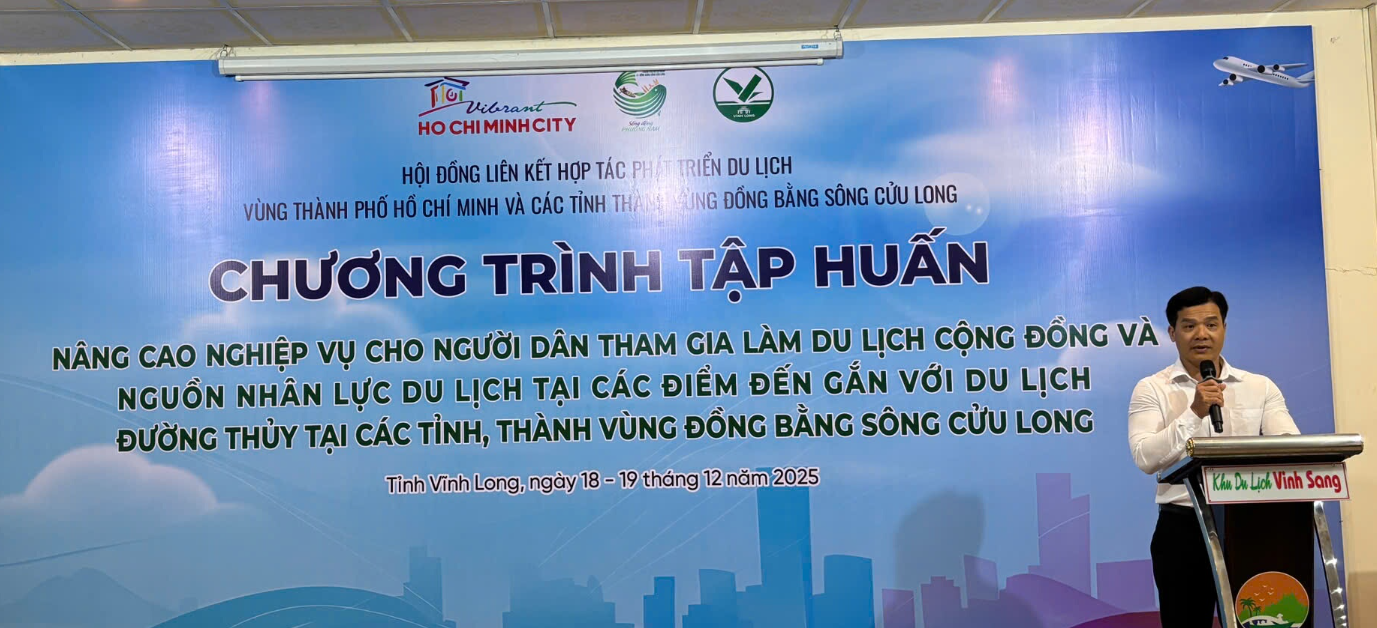 Vibrant
HO CHI MINH CITY
HỘI ĐỒNG LIÊN KẾT HỢP TÁC PHÁT TRIỂN DU LỊCH
VÙNG THÀNH PHỐ HỒ CHÍ MINH VÀ CÁC TỈNH THÀNH VÙNG ĐỒNG BẰNG SÔNG CỬU LONG
CHƯƠNG TRÌNH TẬP HUẤN
NÂNG CAO NGHIỆP VỤ CHO NGƯỜI DÂN THAM GIA LÀM DU LỊCH CỘNG ĐỒNG VÀ
NGUỒN NHÂN LỰC DU LỊCH TẠI CÁC ĐIỂM ĐẾN GẮN VỚI DU LỊCH
ĐƯỜNG THỦY TẠI CÁC TỈNH, THÀNH VÙNG ĐỒNG BẰNG SÔNG CỬU LONG
Tỉnh Vĩnh Long, ngày 18 - 19 tháng 12 năm 2025
Khu Du Lịch Vinh Sang